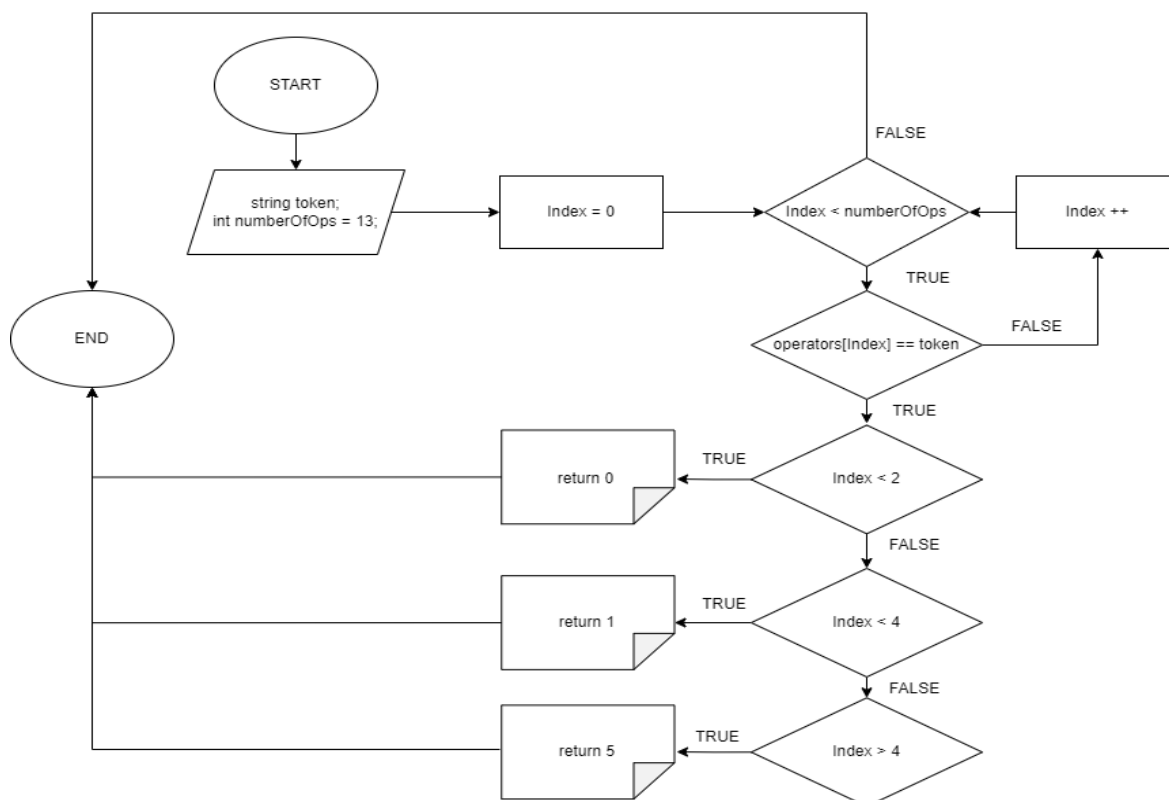 START
FALSE
string token;
int numberOfOps = 13;
Index = 0
Index < numberOfOps
Index ++
TRUE
END
operators[Index] == token
FALSE
TRUE
return 0
TRUE
Index < 2
FALSE
return 1
TRUE
Index < 4
FALSE
return 5
TRUE
Index > 4